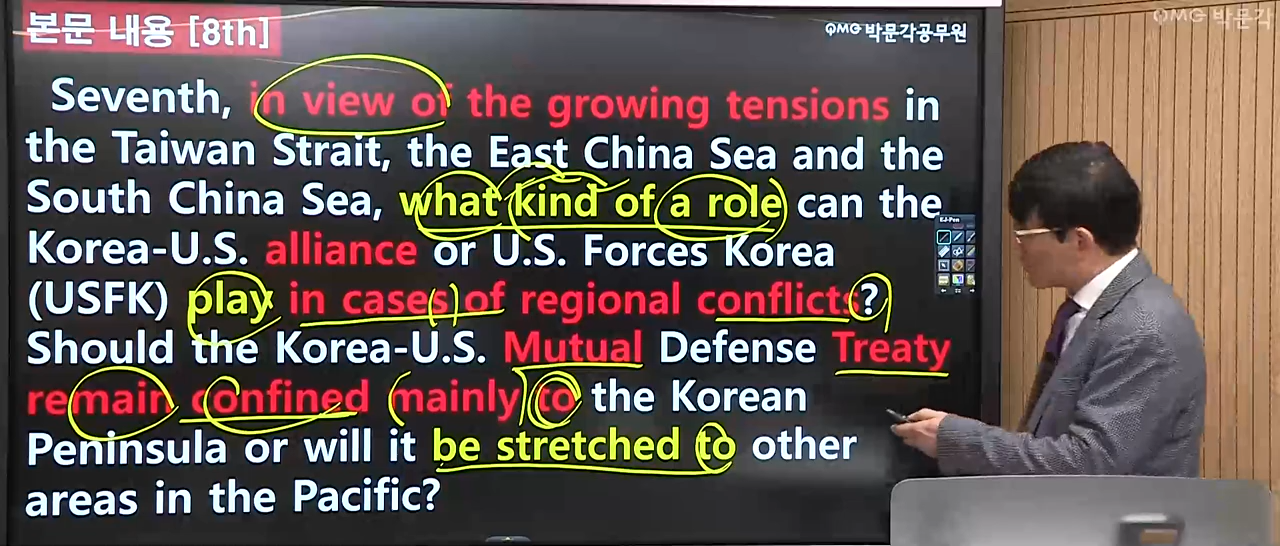 본문 내용 [8th]
QMG 박문각공무원
QMG 박문각
Seventh, in view of the growing tensions in
the Taiwan Strait, the East China Sea and the
South China Sea, what kind of a role can the
Korea-U.S. alliance or U.S. Forces Korea
(USFK) play in cases of regional conflicts?
Should the Korea-U.S. Mutual Defense Treaty
remain confined mainly to the Korean
Peninsula or will it be stretched to other
areas in the Pacific?
EJ-Pen